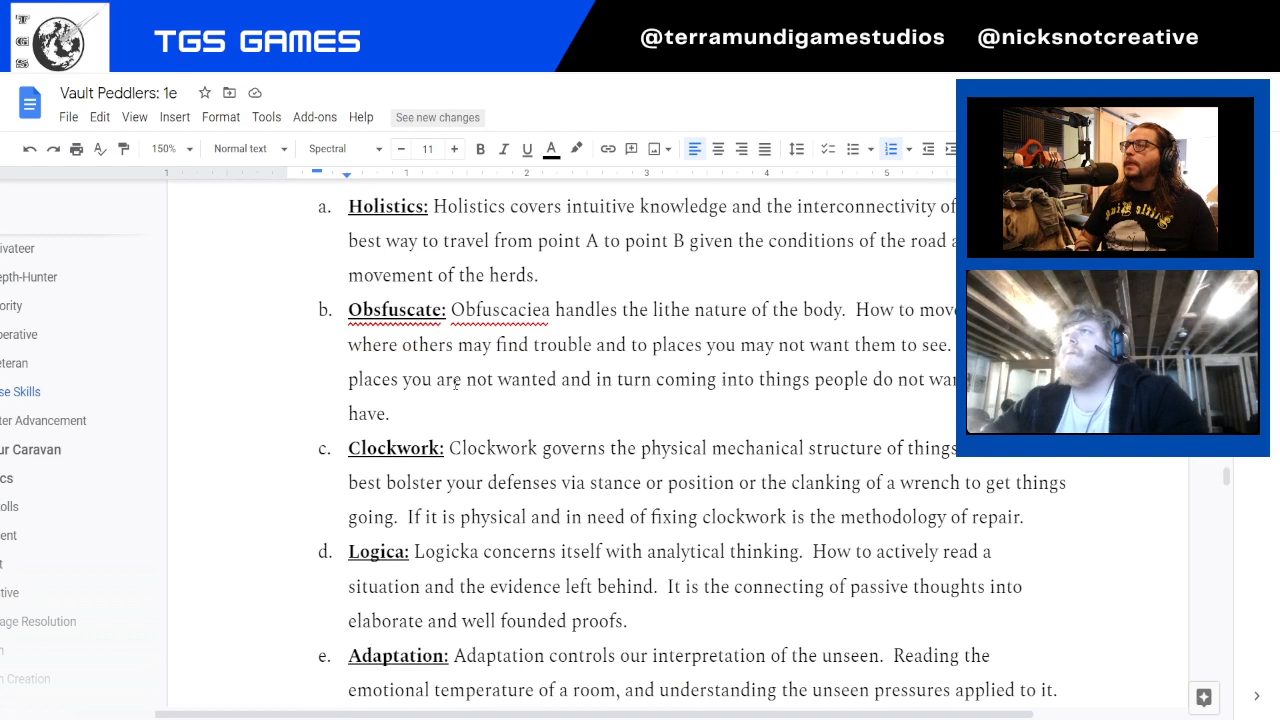 T
G
S
TGS GAMES
@terramundigamestudios @nicksnotcreative
Vault Peddlers: 1e
File Edit View Insert Format Tools Add-ons Help See new changes
150% Normal text Spectral − 11 + B I U A
1 1 2 3 4 5
ivateer
epth-Hunter
ority
perative
eteran
se Skills
ter Advancement
ur Caravan
cs
olls
ent
t
tive
age Resolution
n
n Creation
a. Holistics: Holistics covers intuitive knowledge and the interconnectivity of
best way to travel from point A to point B given the conditions of the road a
movement of the herds.
b. Obsfuscate: Obfuscaciea handles the lithe nature of the body. How to move
where others may find trouble and to places you may not want them to see.
places you are not wanted and in turn coming into things people do not wan
have.
c. Clockwork: Clockwork governs the physical mechanical structure of things
best bolster your defenses via stance or position or the clanking of a wrench to get things
going. If it is physical and in need of fixing clockwork is the methodology of repair.
d. Logica: Logicka concerns itself with analytical thinking. How to actively read a
situation and the evidence left behind. It is the connecting of passive thoughts into
elaborate and well founded proofs.
e. Adaptation: Adaptation controls our interpretation of the unseen. Reading the
emotional temperature of a room, and understanding the unseen pressures applied to it.